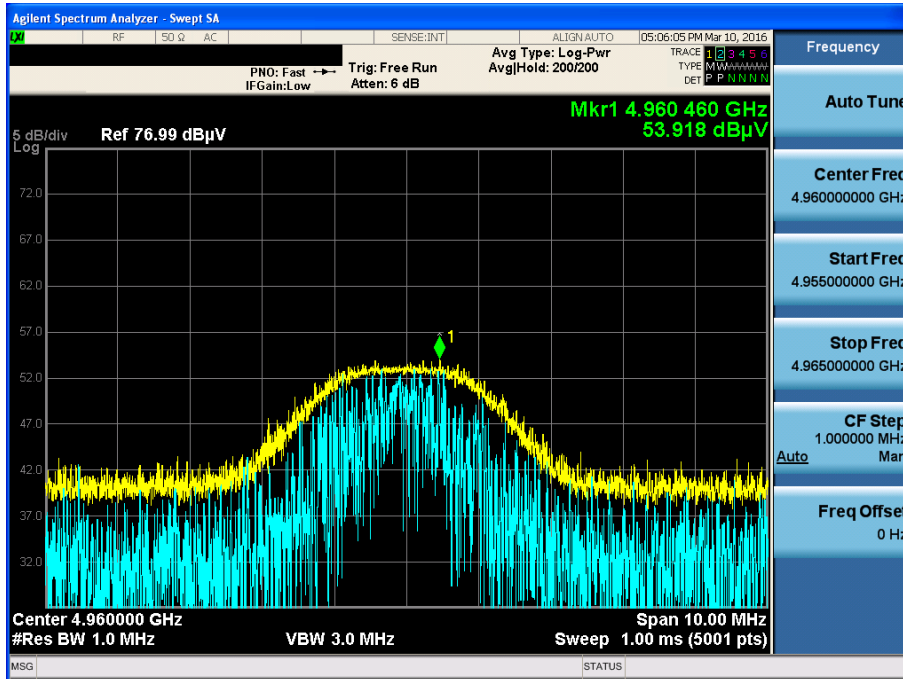 Agilent Spectrum Analyzer - Swept SA
LXI RF 50 Ω AC SENSE:INT ALIGN AUTO 05:06:05 PM Mar 10, 2016
PNO: Fast
IFGain:Low
Trig: Free Run
Atten: 6 dB
Avg Type: Log-Pwr
Avg|Hold: 200/200
TRACE 1 2 3 4 5 6
TYPE M W
DET P P N N N N
Frequency
Mkr1 4.960 460 GHz
53.918 dBµV
5 dB/div
Log
Ref 76.99 dBµV
72.0
67.0
62.0
57.0
52.0
47.0
42.0
37.0
32.0
1
Center 4.960000 GHz
#Res BW 1.0 MHz
VBW 3.0 MHz
Span 10.00 MHz
Sweep 1.00 ms (5001 pts)
Auto Tune
Center Freq
4.960000000 GHz
Start Freq
4.955000000 GHz
Stop Freq
4.965000000 GHz
CF Step
1.000000 MHz
Auto Man
Freq Offset
0 Hz
MSG
STATUS